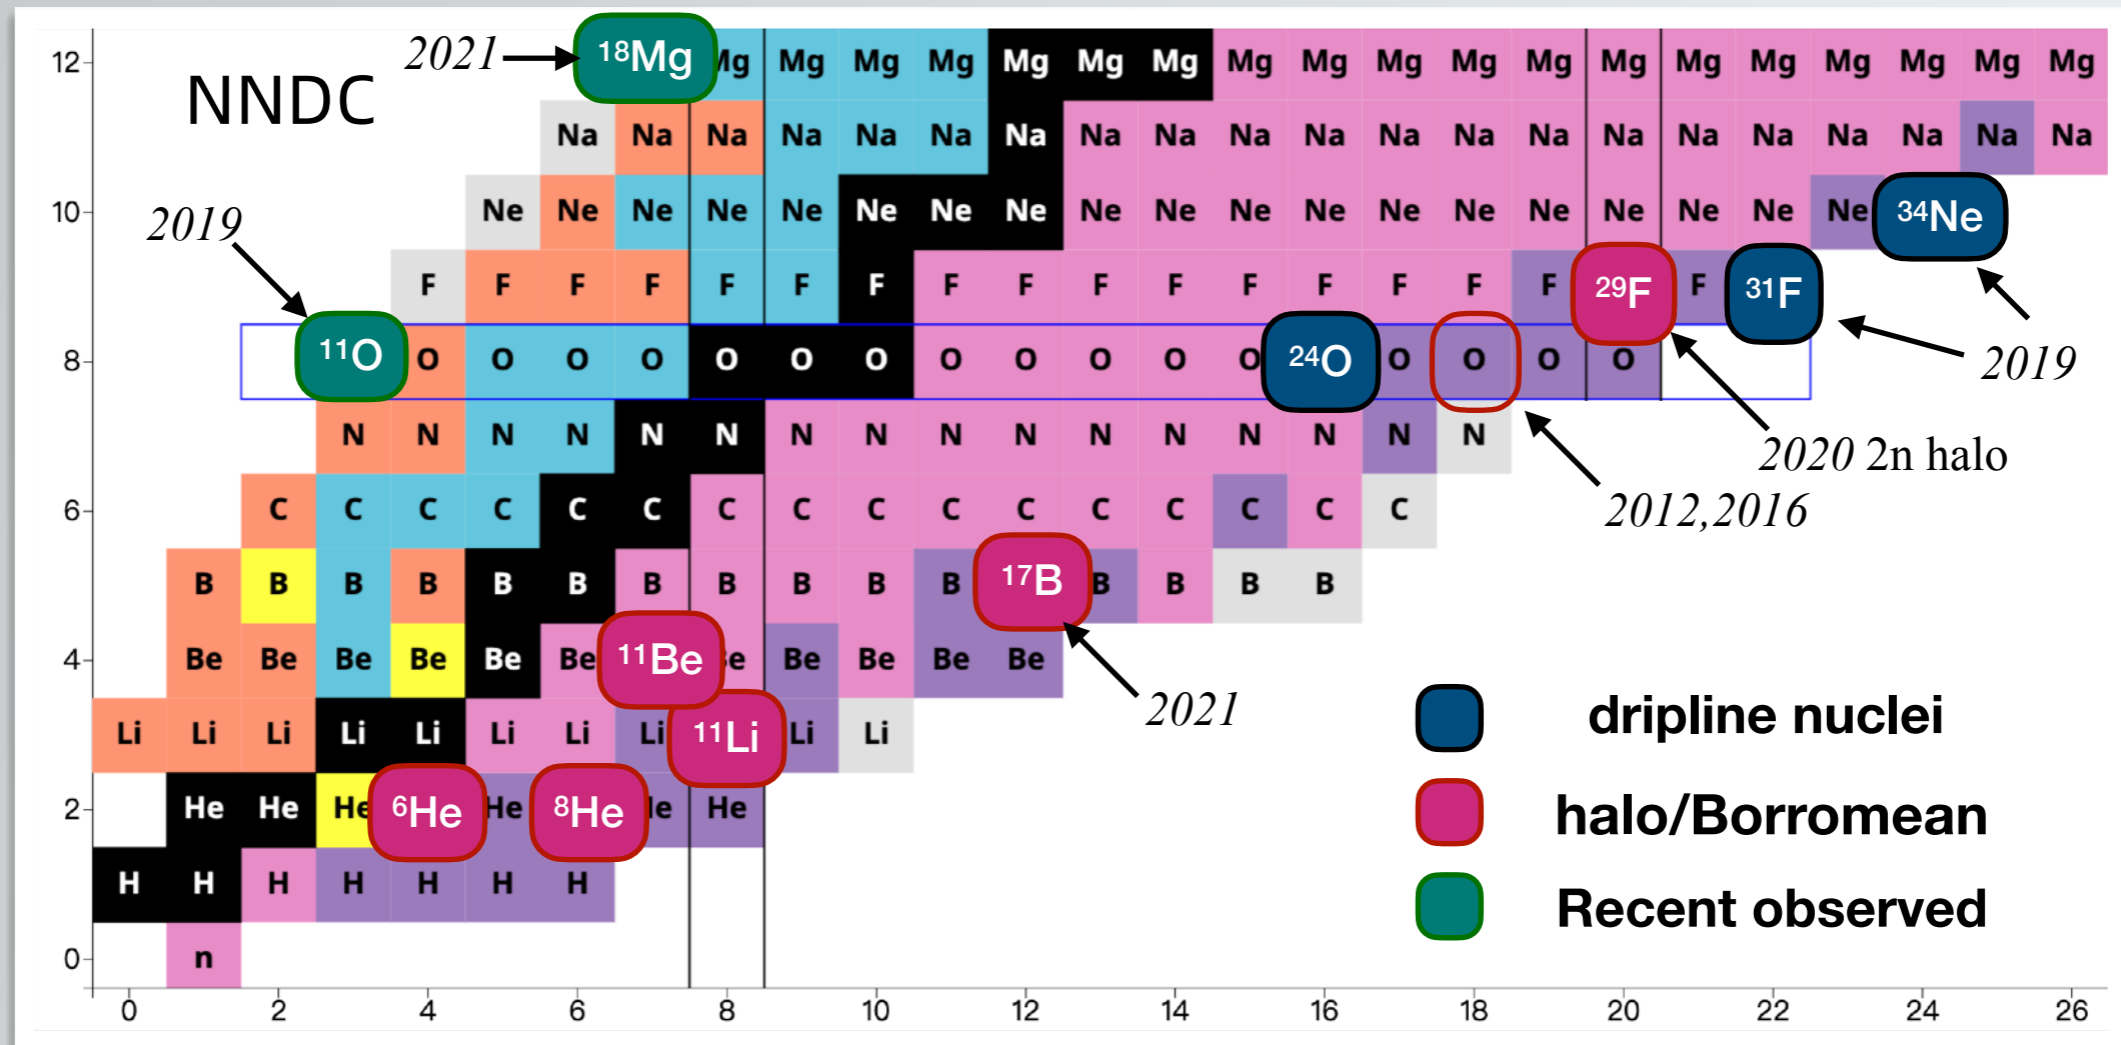 12 2021 ¹⁸Mg Mg Mg Mg Mg Mg Mg Mg Mg Mg Mg Mg Mg Mg Mg Mg Mg Mg Mg Mg
NNDC
Na Na Na Na Na Na Na Na Na Na Na Na Na Na Na Na Na Na Na Na Na
10 Ne Ne Ne Ne Ne Ne Ne Ne Ne Ne Ne Ne Ne Ne Ne Ne Ne Ne Ne ³⁴Ne
2019
F F F F F F F F F F F F F F F F ²⁹F F ³¹F
8 ¹¹O O O O O O O O O O O O O ²⁴O O O O O
2019
N N N N N N N N N N N N N N N N
2020 2n halo
6 C C C C C C C C C C C C C C C C
2012,2016
B B B B B B B B B B B ¹⁷B B B B B
4 Be Be Be Be Be Be ¹¹Be Be Be Be Be Be
2021
Li Li Li Li Li Li Li Li ¹¹Li Li Li
2 He He He ⁶He He ⁸He He He
H H H H H H H
0 n
0 2 4 6 8 10 12 14 16 18 20 22 24 26
dripline nuclei
halo/Borromean
Recent observed